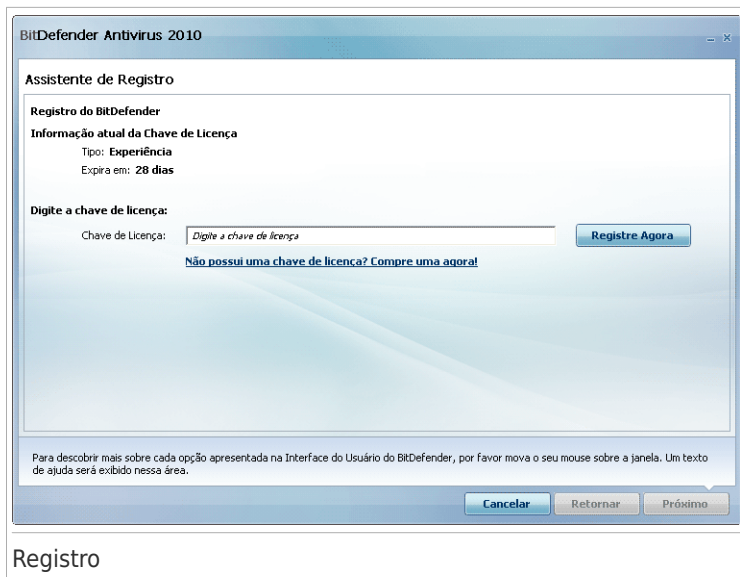 BitDefender Antivirus 2010
Assistente de Registro
Registro do BitDefender
Informação atual da Chave de Licença
Tipo: Experiência
Expira em: 28 dias
Digite a chave de licença:
Chave de Licença: Digite a chave de licença Registre Agora
Não possui uma chave de licença? Compre uma agora!
Para descobrir mais sobre cada opção apresentada na Interface do Usuário do BitDefender, por favor mova o seu mouse sobre a janela. Um texto
de ajuda será exibido nessa área.
Cancelar Retornar Próximo
Registro